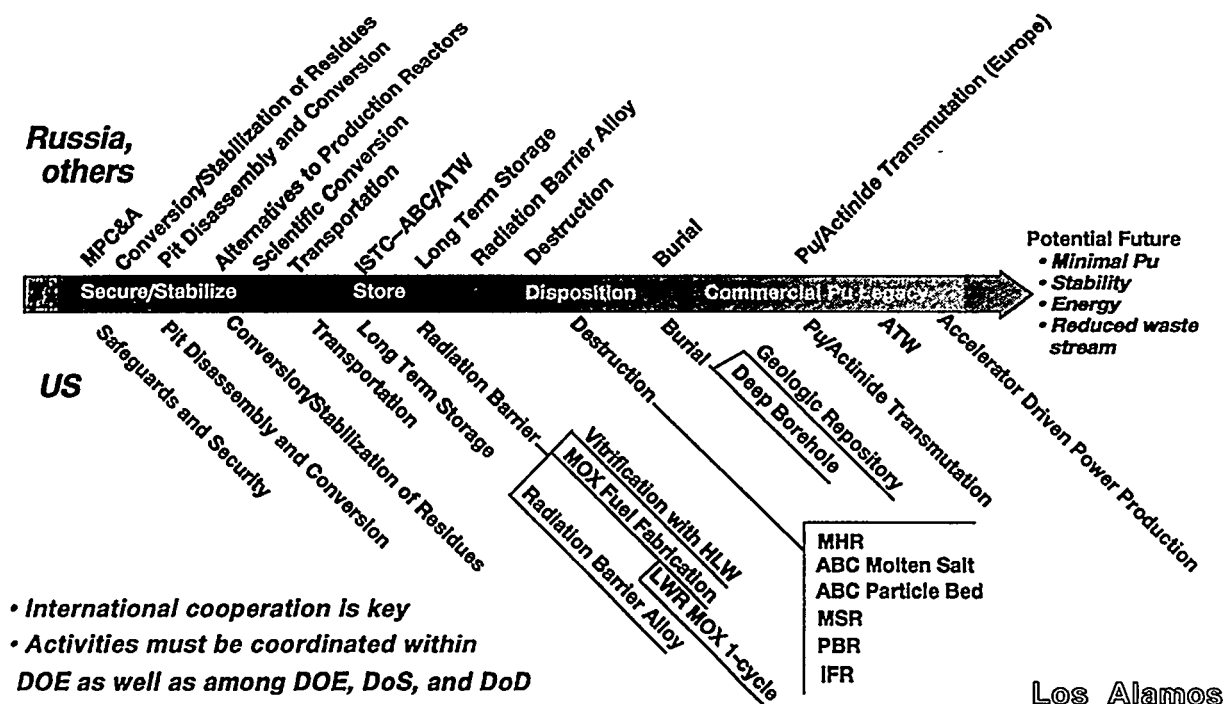 Russia,
others
MPC&A
Conversion/Stabilization of Residues
Pit Disassembly and Conversion
Alternatives to Production Reactors
Scientific Conversion
Transportation
ISTC–ABC/ATW
Long Term Storage
Radiation Barrier Alloy
Destruction
Burial
Pu/Actinide Transmutation (Europe)
Secure/Stabilize
Store
Disposition
Commercial Pu Legacy
Potential Future
• Minimal Pu
• Stability
• Energy
• Reduced waste
stream
US
Safeguards and Security
Pit Disassembly and Conversion
Conversion/Stabilization of Residues
Transportation
Long Term Storage
Radiation Barrier
Vitrification with HLW
MOX Fuel Fabrication
LWR MOX 1-cycle
Radiation Barrier Alloy
Destruction
MHR
ABC Molten Salt
ABC Particle Bed
MSR
PBR
IFR
Burial
Geologic Repository
Deep Borehole
Pu/Actinide Transmutation
ATW
Accelerator Driven Power Production
• International cooperation is key
• Activities must be coordinated within
DOE as well as among DOE, DoS, and DoD
Los Alamos